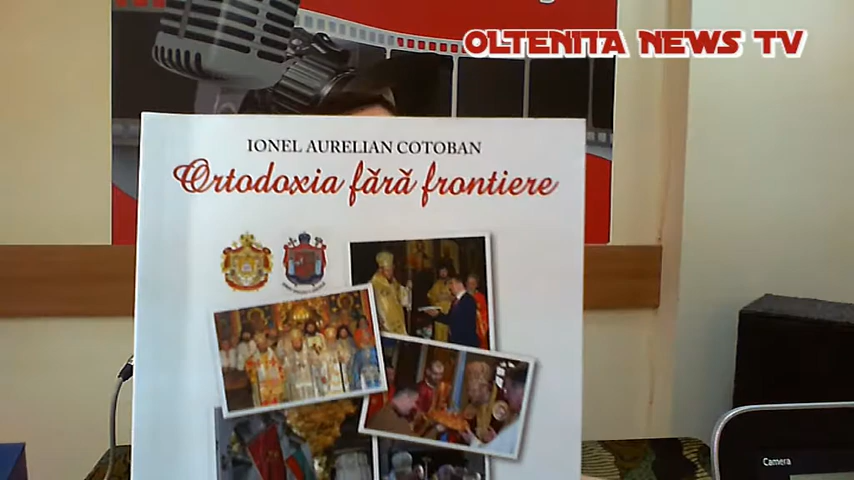 OLTENITA NEWS TV
IONEL AURELIAN COTOBAN
Ortodoxia fără frontiere
Camera